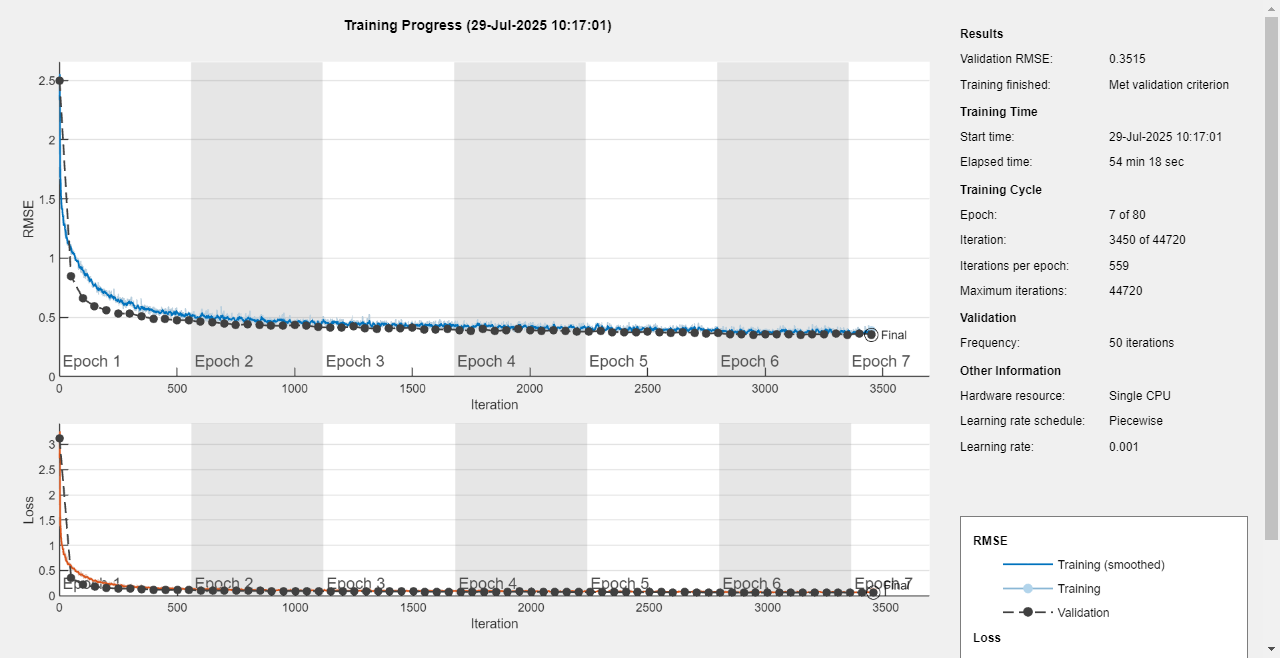 Training Progress (29-Jul-2025 10:17:01)
RMSE
2.5
2
1.5
1
0.5
0
Epoch 1 Epoch 2 Epoch 3 Epoch 4 Epoch 5 Epoch 6 Epoch 7
Final
0 500 1000 1500 2000 2500 3000 3500
Iteration
Loss
3
2.5
2
1.5
1
0.5
0
Epoch 1 Epoch 2 Epoch 3 Epoch 4 Epoch 5 Epoch 6 Epoch 7
Final
0 500 1000 1500 2000 2500 3000 3500
Iteration
Results
Validation RMSE: 0.3515
Training finished: Met validation criterion
Training Time
Start time: 29-Jul-2025 10:17:01
Elapsed time: 54 min 18 sec
Training Cycle
Epoch: 7 of 80
Iteration: 3450 of 44720
Iterations per epoch: 559
Maximum iterations: 44720
Validation
Frequency: 50 iterations
Other Information
Hardware resource: Single CPU
Learning rate schedule: Piecewise
Learning rate: 0.001
RMSE
Training (smoothed)
Training
Validation
Loss